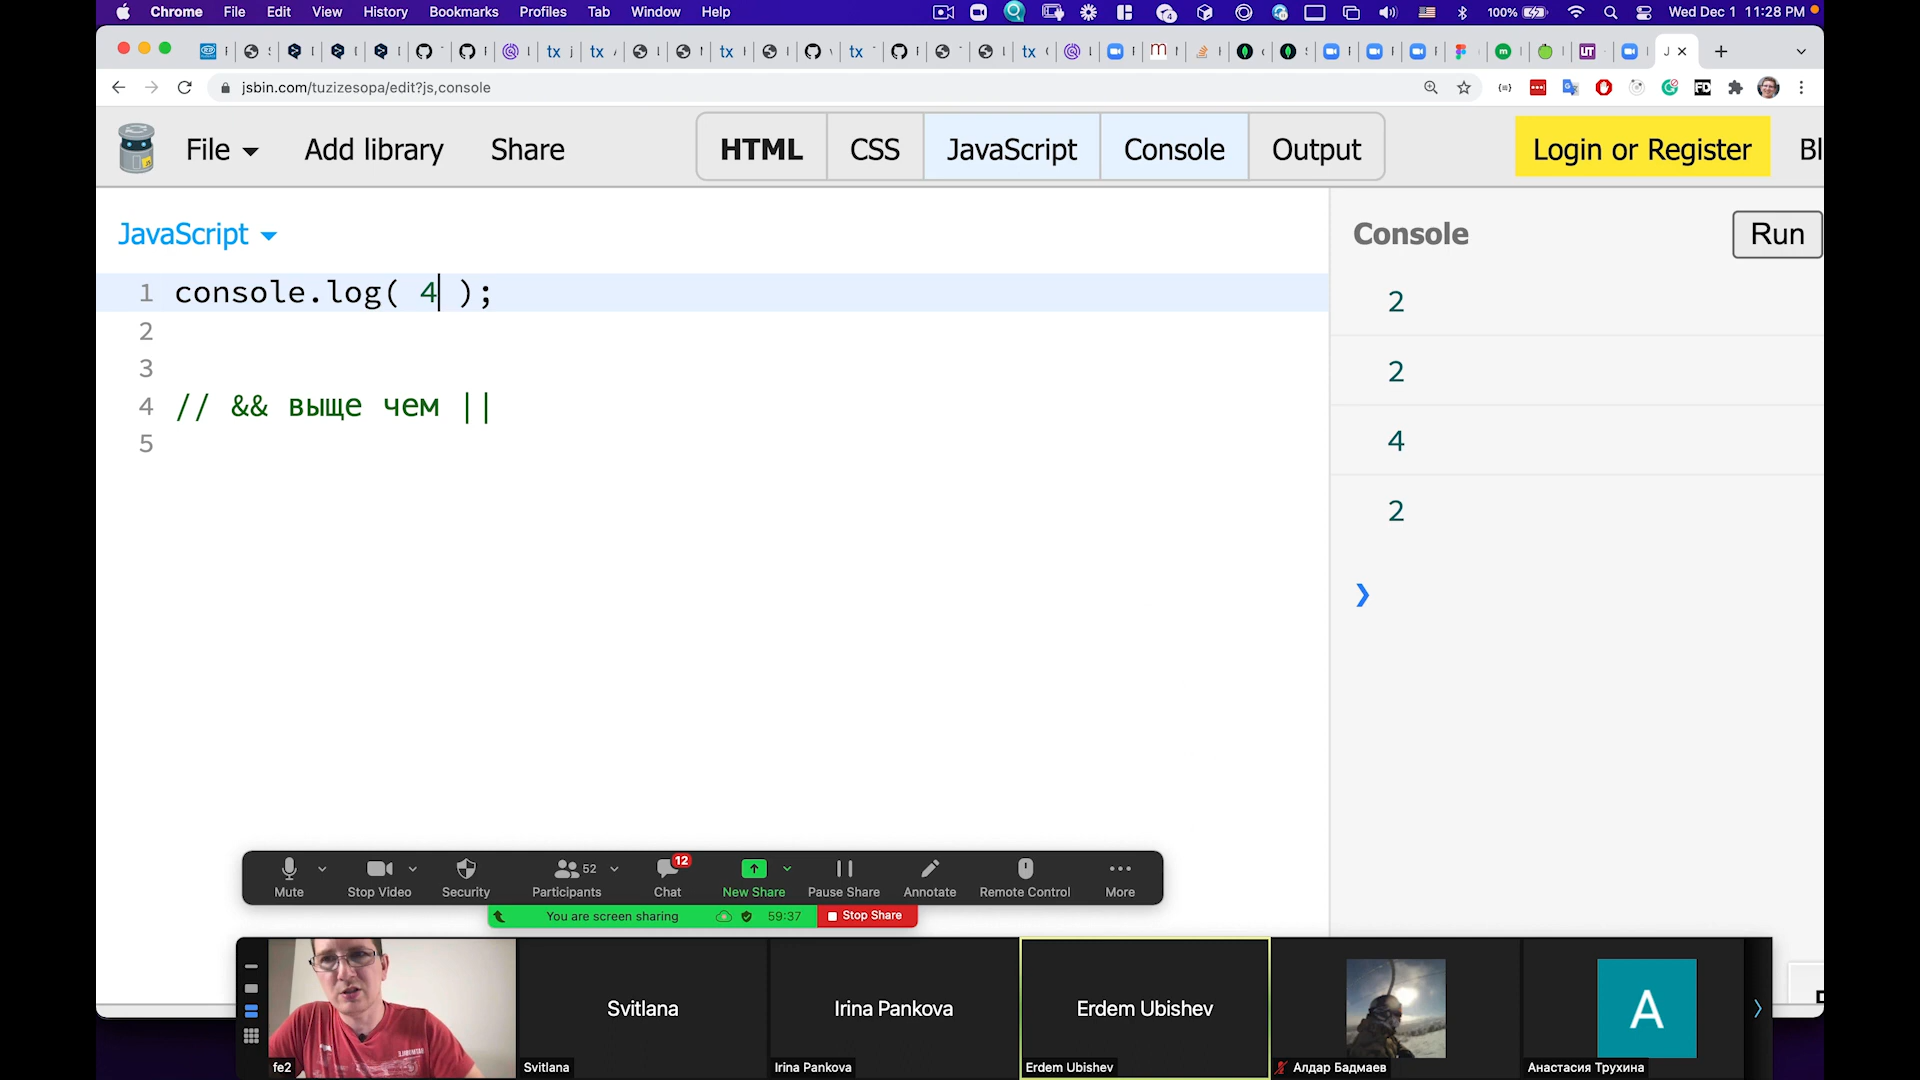 Chrome File Edit View History Bookmarks Profiles Tab Window Help 100% Wed Dec 1 11:28 PM
jsbin.com/tuzizesopa/edit?js,console
File Add library Share HTML CSS JavaScript Console Output Login or Register Bl
JavaScript
Console
Run
1 console.log( 4 );
2
3
4 // && выще чем ||
5
2
2
4
2
Mute Stop Video Security Participants 52 Chat 12 New Share Pause Share Annotate Remote Control More
You are screen sharing 59:37 Stop Share
Svitlana
Irina Pankova
Erdem Ubishev
A
fe2
Svitlana
Irina Pankova
Erdem Ubishev
Алдар Бадмаев
Анастасия Трухина